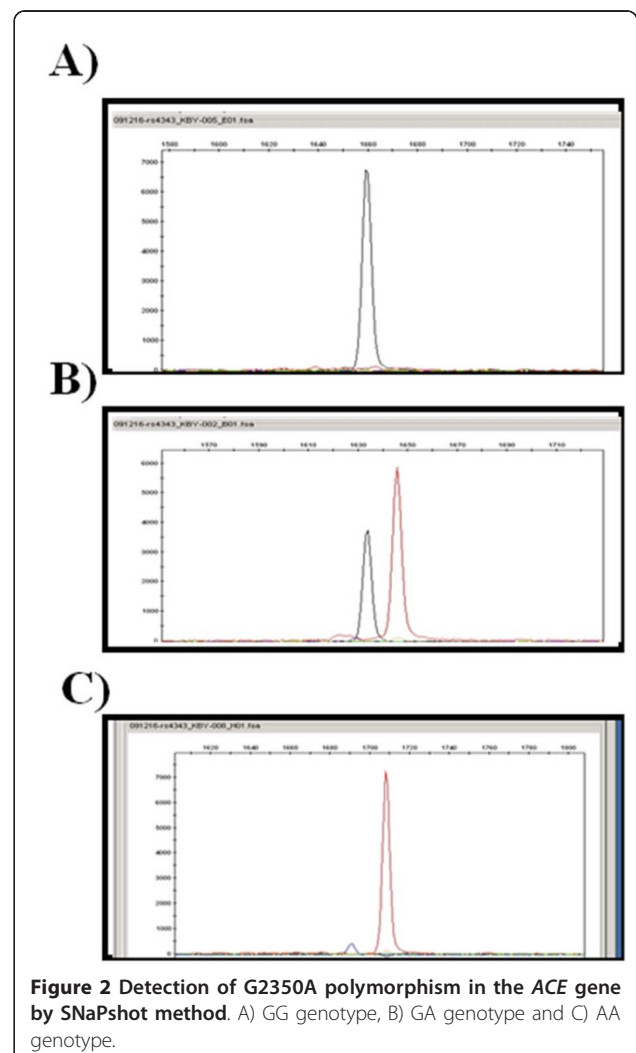 A)
091216-rs4343_KBY-005_E01.fsa
1580 1600 1620 1640 1660 1680 1700 1720 1740
7000
6000
5000
4000
3000
2000
1000
0
B)
091216-rs4343_KBY-002_B01.fsa
1570 1590 1610 1630 1650 1670 1690 1710
6000
5000
4000
3000
2000
1000
0
C)
091216-rs4343_KBY-008_H01.fsa
1620 1640 1660 1680 1700 1720 1740 1760 1780 1800
7000
6000
5000
4000
3000
2000
1000
0
Figure 2 Detection of G2350A polymorphism in the ACE gene
by SNaPshot method. A) GG genotype, B) GA genotype and C) AA
genotype.